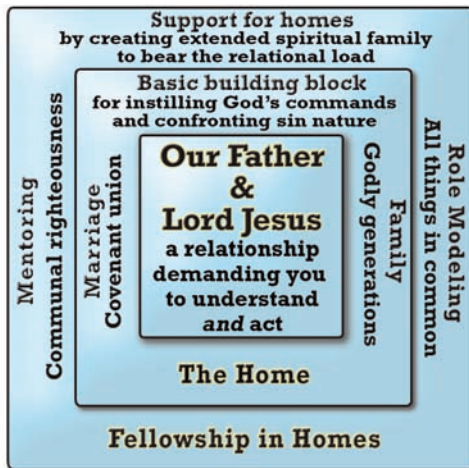 Support for homes
by creating extended spiritual family
to bear the relational load
Mentoring
Communal righteousness
Role Modeling
All things in common
Basic building block
for instilling God's commands
and confronting sin nature
Marriage
Covenant union
Family
Godly generations
Our Father
&
Lord Jesus
a relationship
demanding you
to understand
and act
The Home
Fellowship in Homes